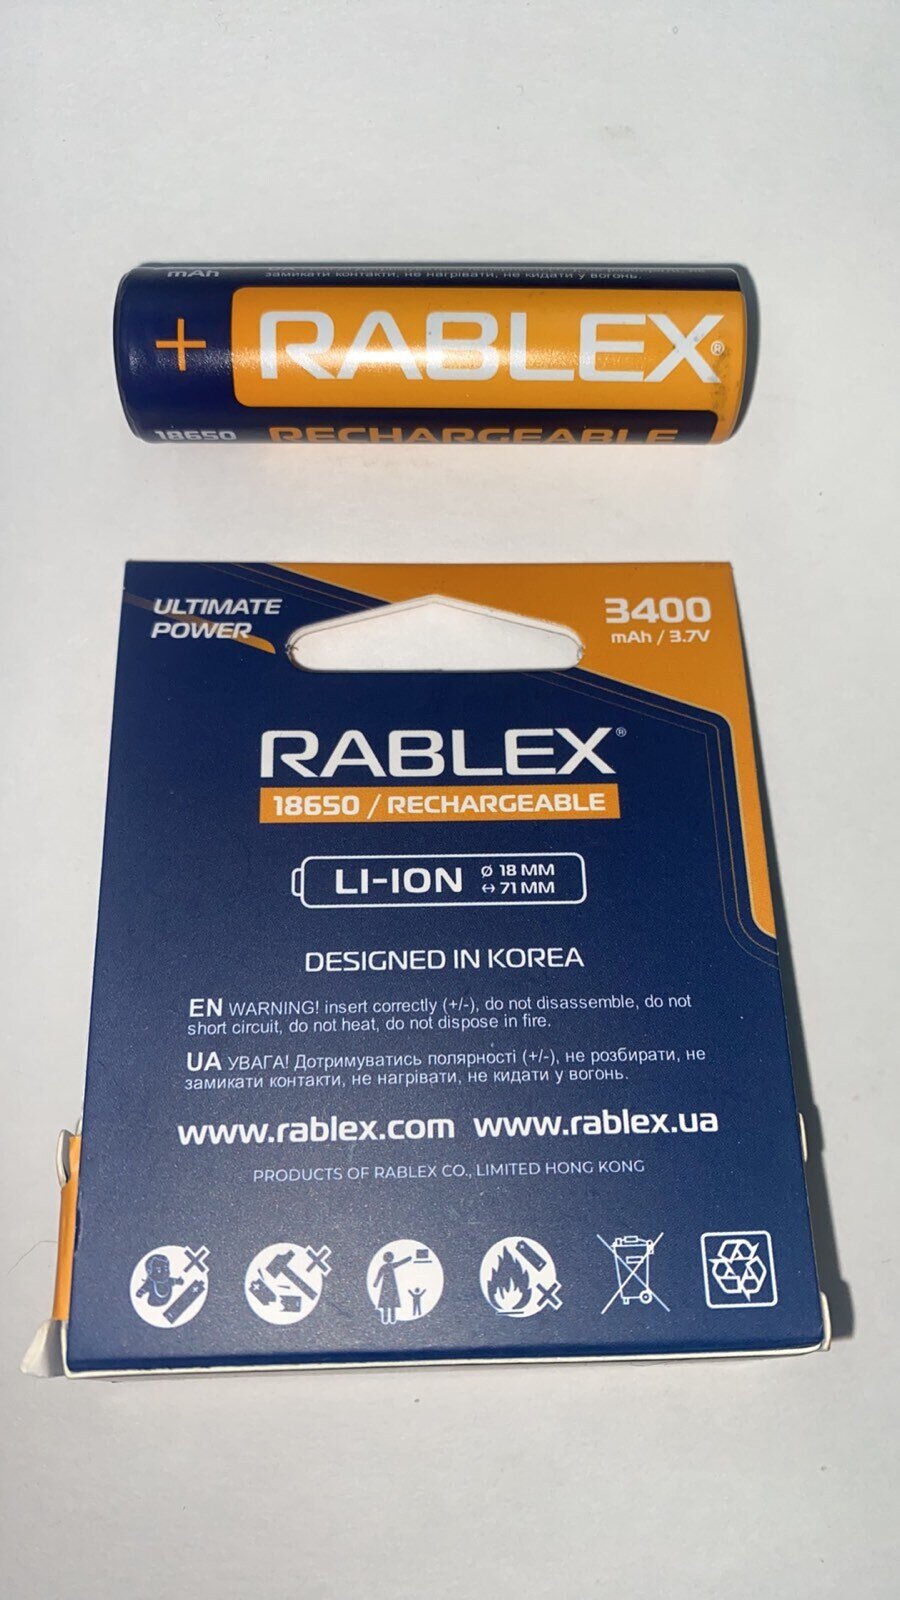 mAh
замикати контакти, не нагрівати, не кидати у вогонь.
+ RABLEX®
18650 RECHARGEABLE
ULTIMATE
POWER
3400
mAh / 3.7V
RABLEX®
18650 / RECHARGEABLE
LI-ION
Ø 18 MM
↔ 71 MM
DESIGNED IN KOREA
EN WARNING! insert correctly (+/-), do not disassemble, do not
short circuit, do not heat, do not dispose in fire.
UA УВАГА! Дотримуватись полярності (+/-), не розбирати, не
замикати контакти, не нагрівати, не кидати у вогонь.
www.rablex.com www.rablex.ua
PRODUCTS OF RABLEX CO., LIMITED HONG KONG